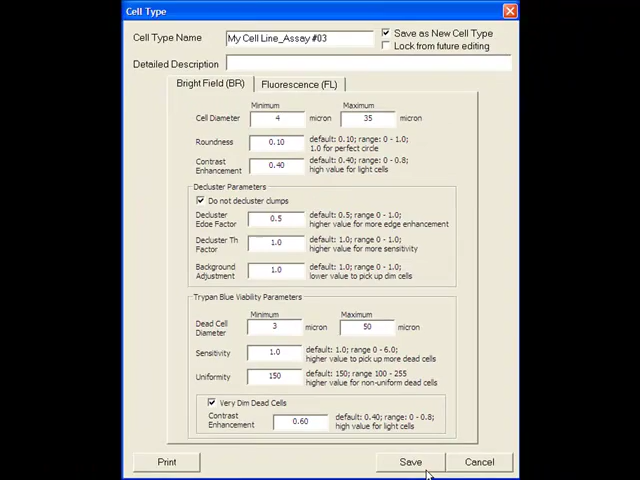 Cell Type
Cell Type Name
My Cell Line_Assay #03
Save as New Cell Type
Lock from future editing
Detailed Description
Bright Field (BR)
Fluorescence (FL)
Minimum
Maximum
Cell Diameter
4
micron
35
micron
Roundness
0.10
default: 0.10; range: 0 - 1.0;
1.0 for perfect circle
Contrast
Enhancement
0.40
default: 0.40; range: 0 - 0.8;
high value for light cells
Decluster Parameters
Do not decluster clumps
Decluster
Edge Factor
0.5
default: 0.5; range 0 - 1.0;
higher value for more edge enhancement
Decluster Th
Factor
1.0
default: 1.0; range: 0 - 1.0;
higher value for more sensitivity
Background
Adjustment
1.0
default: 1.0; range: 0 - 1.0;
lower value to pick up dim cells
Trypan Blue Viability Parameters
Minimum
Maximum
Dead Cell
Diameter
3
micron
50
micron
Sensitivity
1.0
default: 1.0; range 0 - 6.0;
higher value to pick up more dead cells
Uniformity
150
default: 150; range 100 - 255
higher value for non-uniform dead cells
Very Dim Dead Cells
Contrast
Enhancement
0.60
default: 0.40; range: 0 - 0.8;
high value for light cells
Print
Save
Cancel